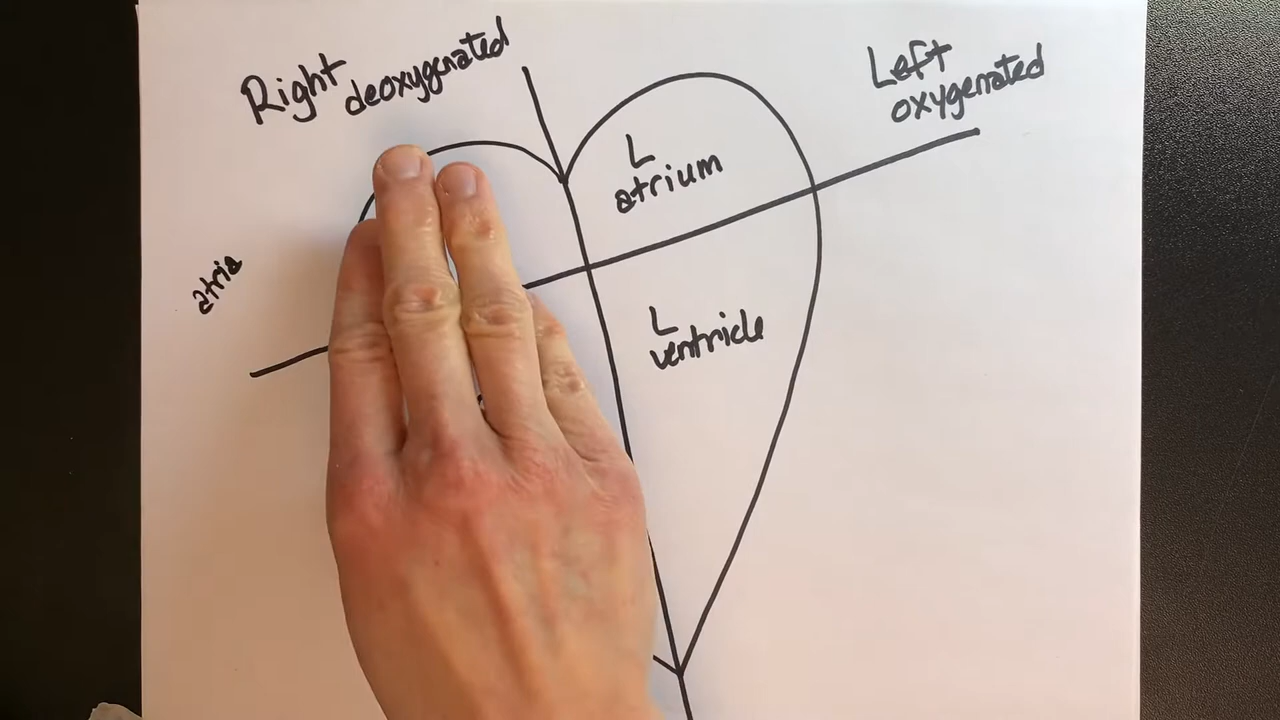 Right
deoxygenated
Left
oxygenated
L
atrium
atria
L
ventricle